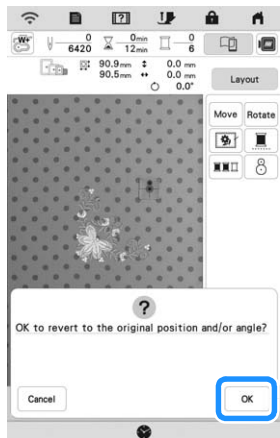 W+
0
6420
0min
12min
0
6
90.9mm
90.5mm
0.0 mm
0.0 mm
0.0°
Layout
Move
Rotate
?
OK to revert to the original position and/or angle?
Cancel
OK